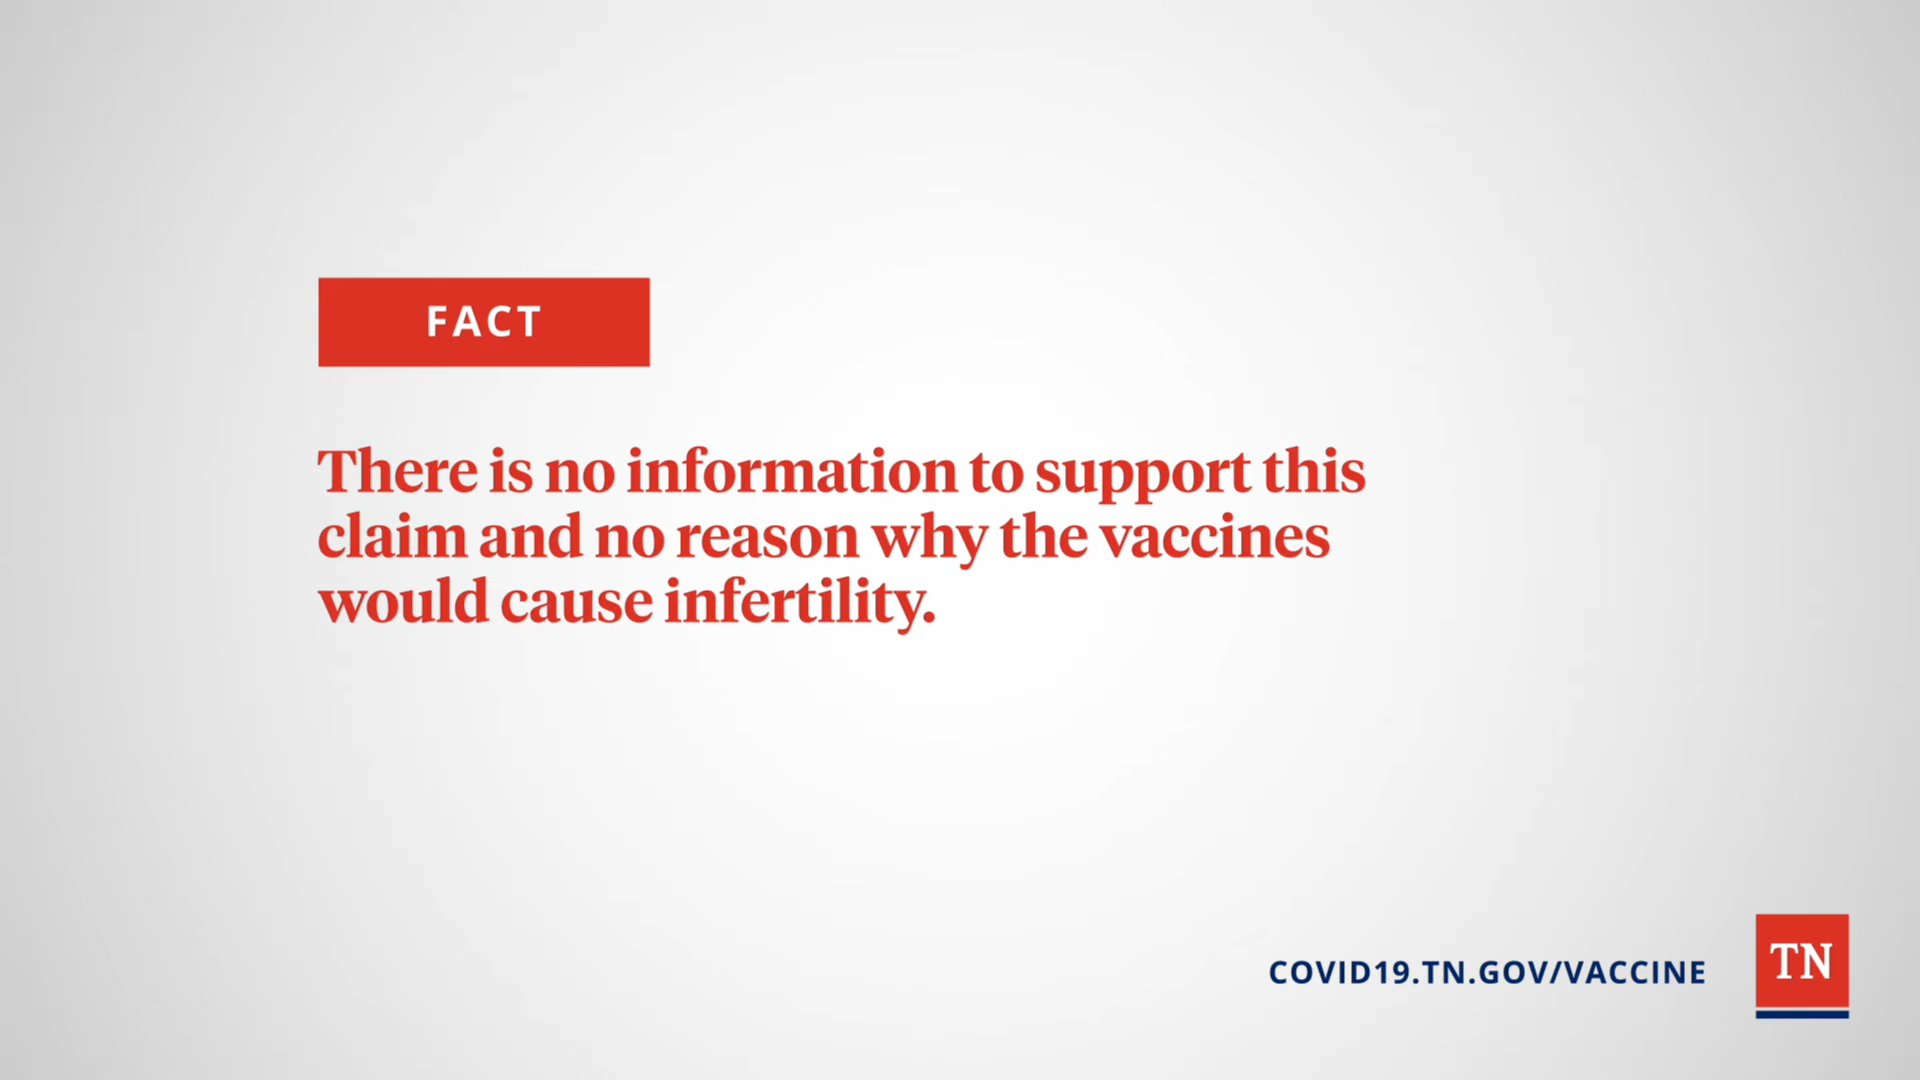 FACT
There is no information to support this
claim and no reason why the vaccines
would cause infertility.
COVID19.TN.GOV/VACCINE
TN